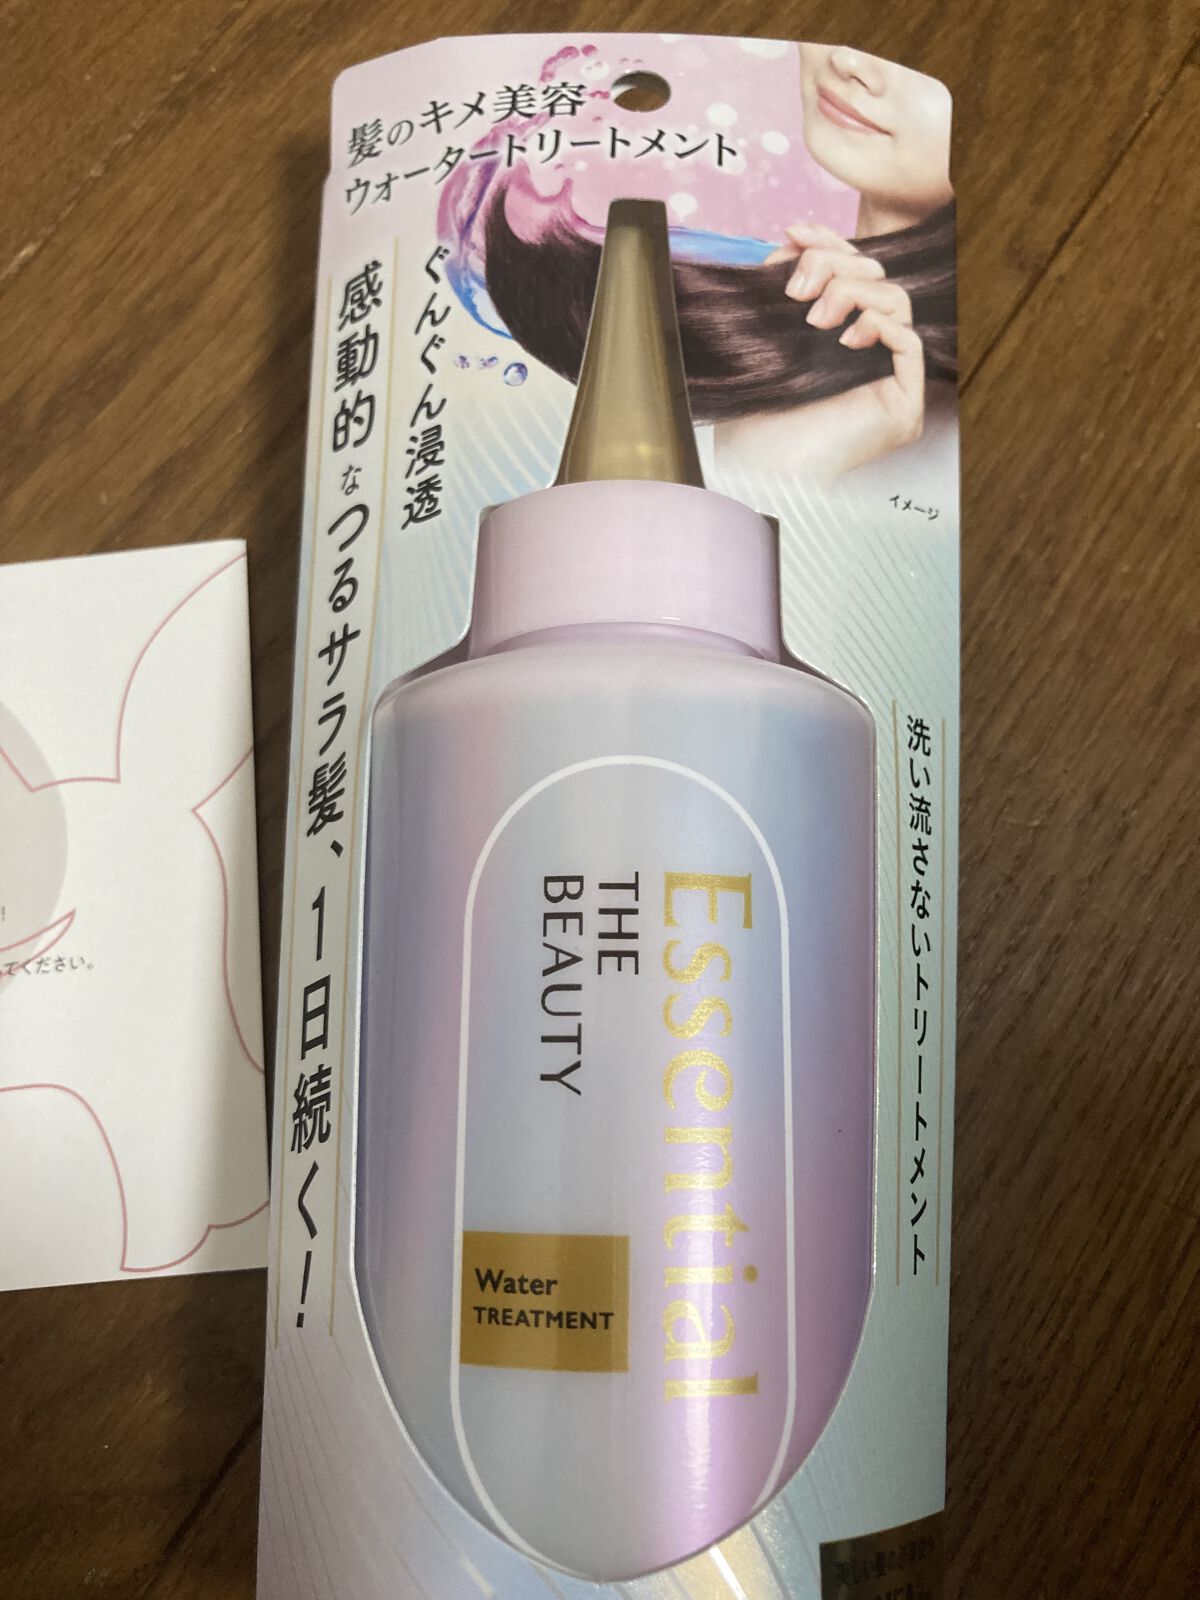 髪のキメ美容
ウォータートリートメント
ぐんぐん浸透
感動的なつるサラ髪、1日続く!
イメージ
洗い流さないトリートメント
Essential
THE
BEAUTY
Water
TREATMENT
てください。